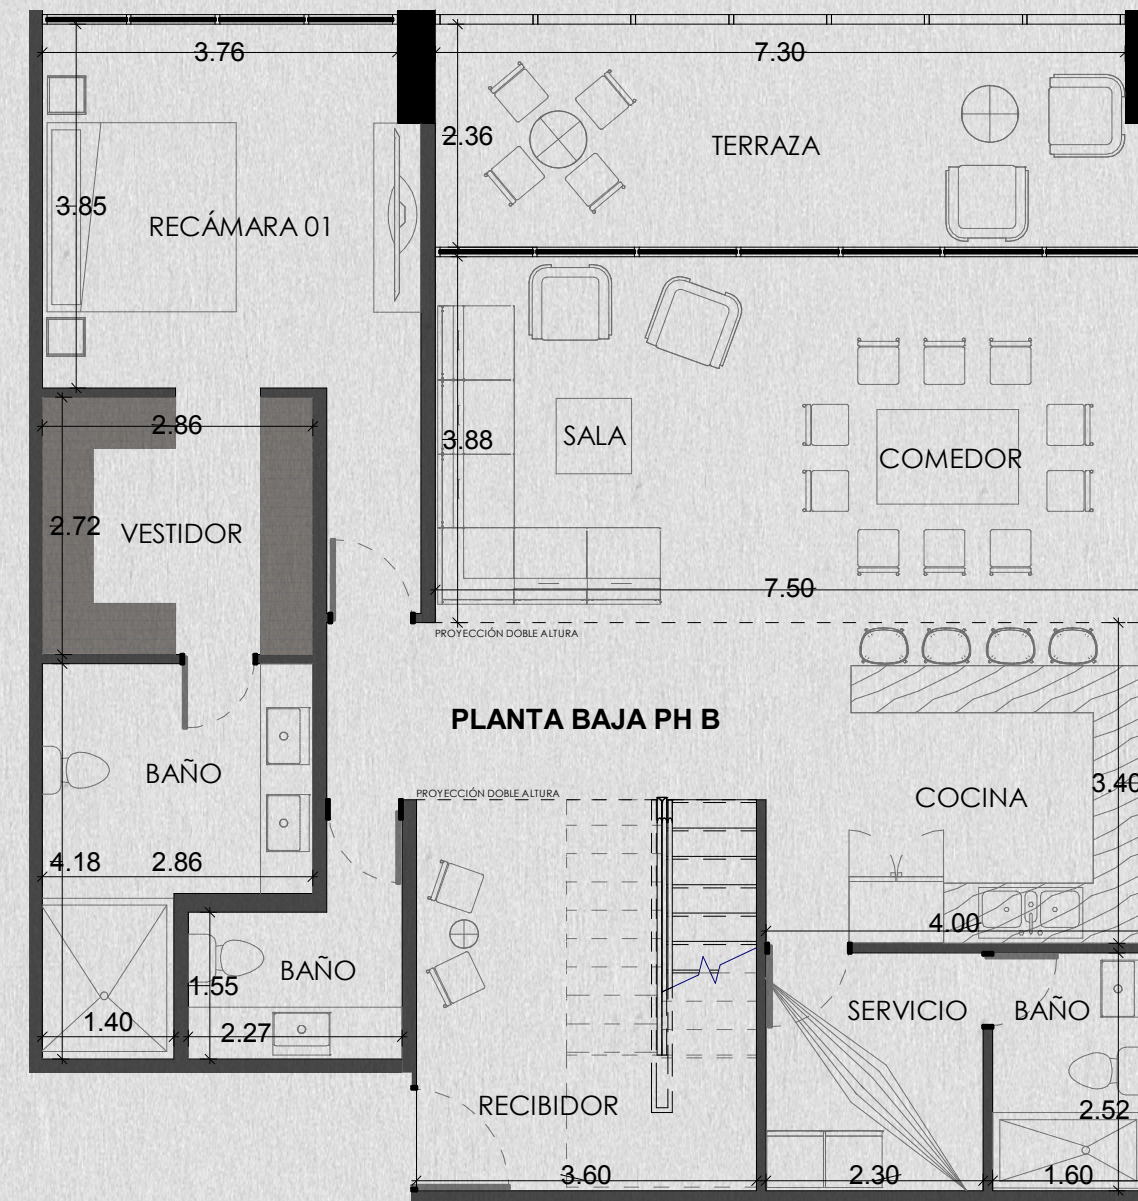 3.76
7.30
2.36
TERRAZA
3.85
RECÁMARA 01
2.86
3.88
SALA
COMEDOR
2.72
VESTIDOR
7.50
PROYECCIÓN DOBLE ALTURA
PLANTA BAJA PH B
BAÑO
3.40
PROYECCIÓN DOBLE ALTURA
COCINA
4.18
2.86
4.00
BAÑO
1.55
SERVICIO
BAÑO
1.40
2.27
RECIBIDOR
2.52
3.60
2.30
1.60